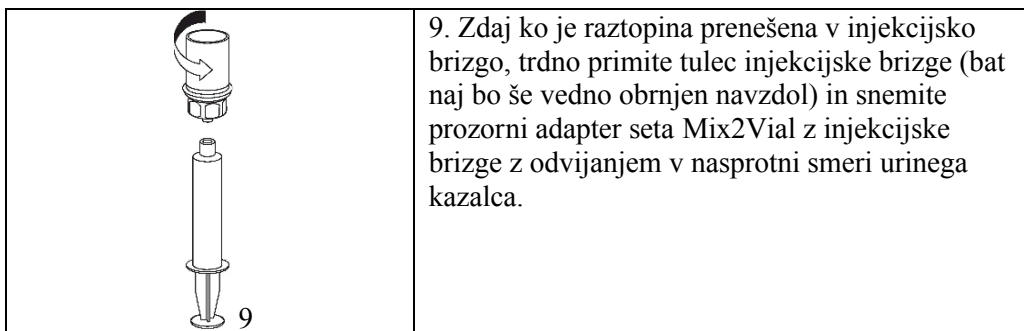 9. Zdaj ko je raztopina prenešena v injekcijsko
brizgo, trdno primite tulec injekcijske brizge (bat
naj bo še vedno obrnjen navzdol) in snemite
prozorni adapter seta Mix2Vial z injekcijske
brizge z odvijanjem v nasprotni smeri urinega
kazalca.
9